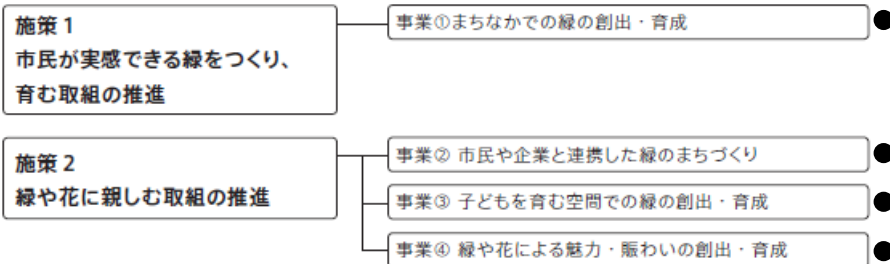 施策 1
市民が実感できる緑をつくり、
育む取組の推進
事業①まちなかでの緑の創出・育成
施策 2
緑や花に親しむ取組の推進
事業② 市民や企業と連携した緑のまちづくり
事業③ 子どもを育む空間での緑の創出・育成
事業④ 緑や花による魅力・賑わいの創出・育成